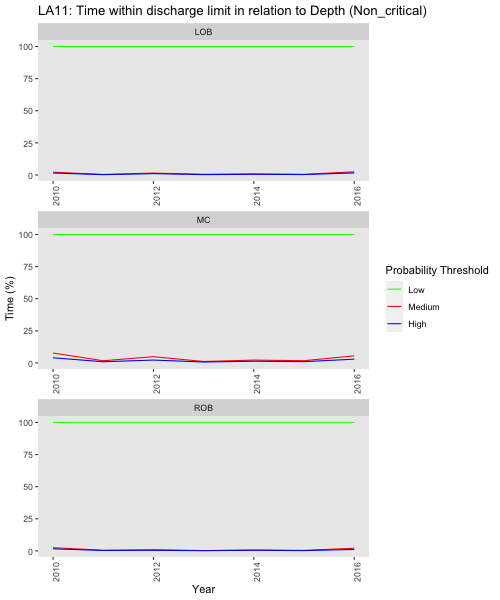 LA11: Time within discharge limit in relation to Depth (Non_critical)
LOB
100
75
50
25
0
2010
2012
2014
2016
MC
100
75
50
25
0
2010
2012
2014
2016
ROB
100
75
50
25
0
2010
2012
2014
2016
Time (%)
Year
Probability Threshold
Low
Medium
High